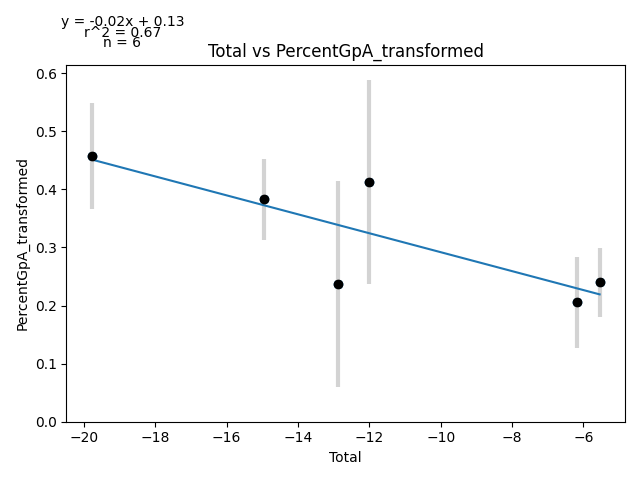 y = -0.02x + 0.13
r^2 = 0.67
n = 6
Total vs PercentGpA_transformed
PercentGpA_transformed
0.6
0.5
0.4
0.3
0.2
0.1
0.0
−20 −18 −16 −14 −12 −10 −8 −6
Total